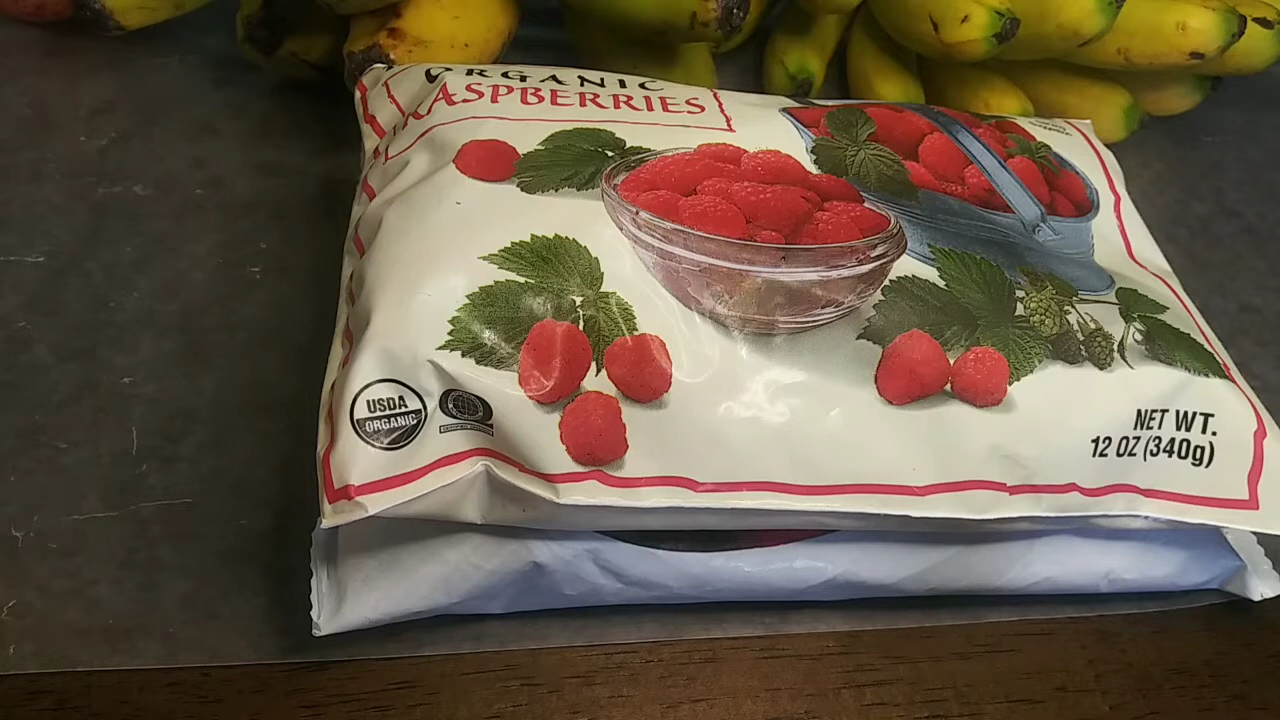 ORGANIC
RASPBERRIES
USDA
ORGANIC
NET WT.
12 OZ (340g)